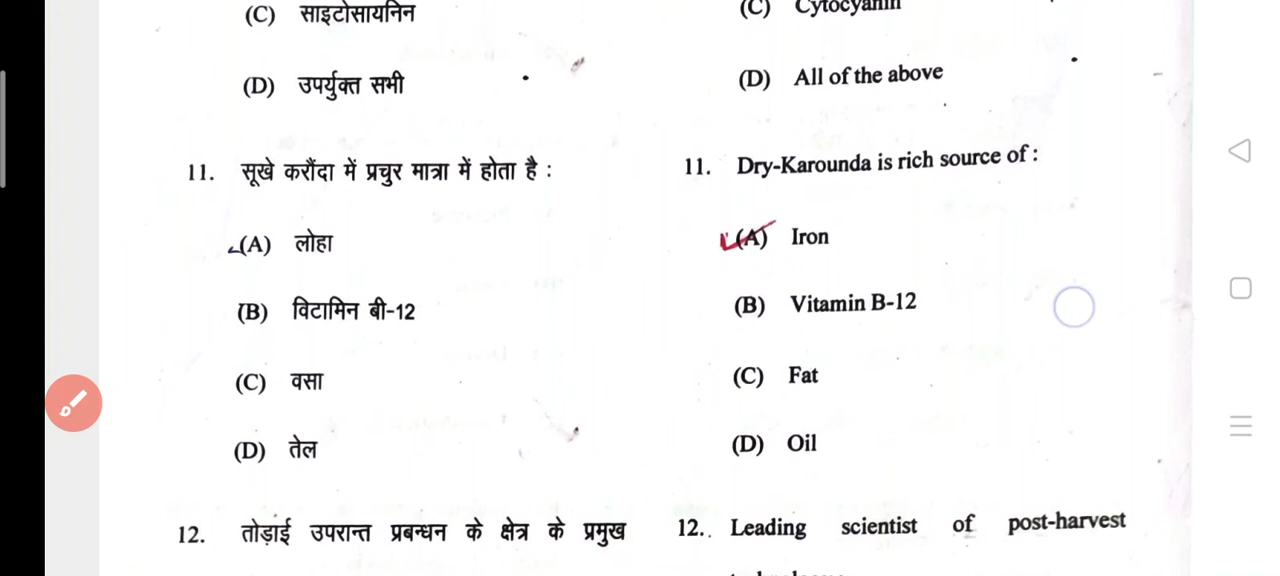 (C) साइटोसायनिन
(D) उपर्युक्त सभी
11. सूखे करौंदा में प्रचुर मात्रा में होता है :
(A) लोहा
(B) विटामिन बी-12
(C) वसा
(D) तेल
12. तोड़ाई उपरान्त प्रबन्धन के क्षेत्र के प्रमुख
(C) Cytocyanin
(D) All of the above
11. Dry-Karounda is rich source of :
(A) Iron
(B) Vitamin B-12
(C) Fat
(D) Oil
12. Leading scientist of post-harvest